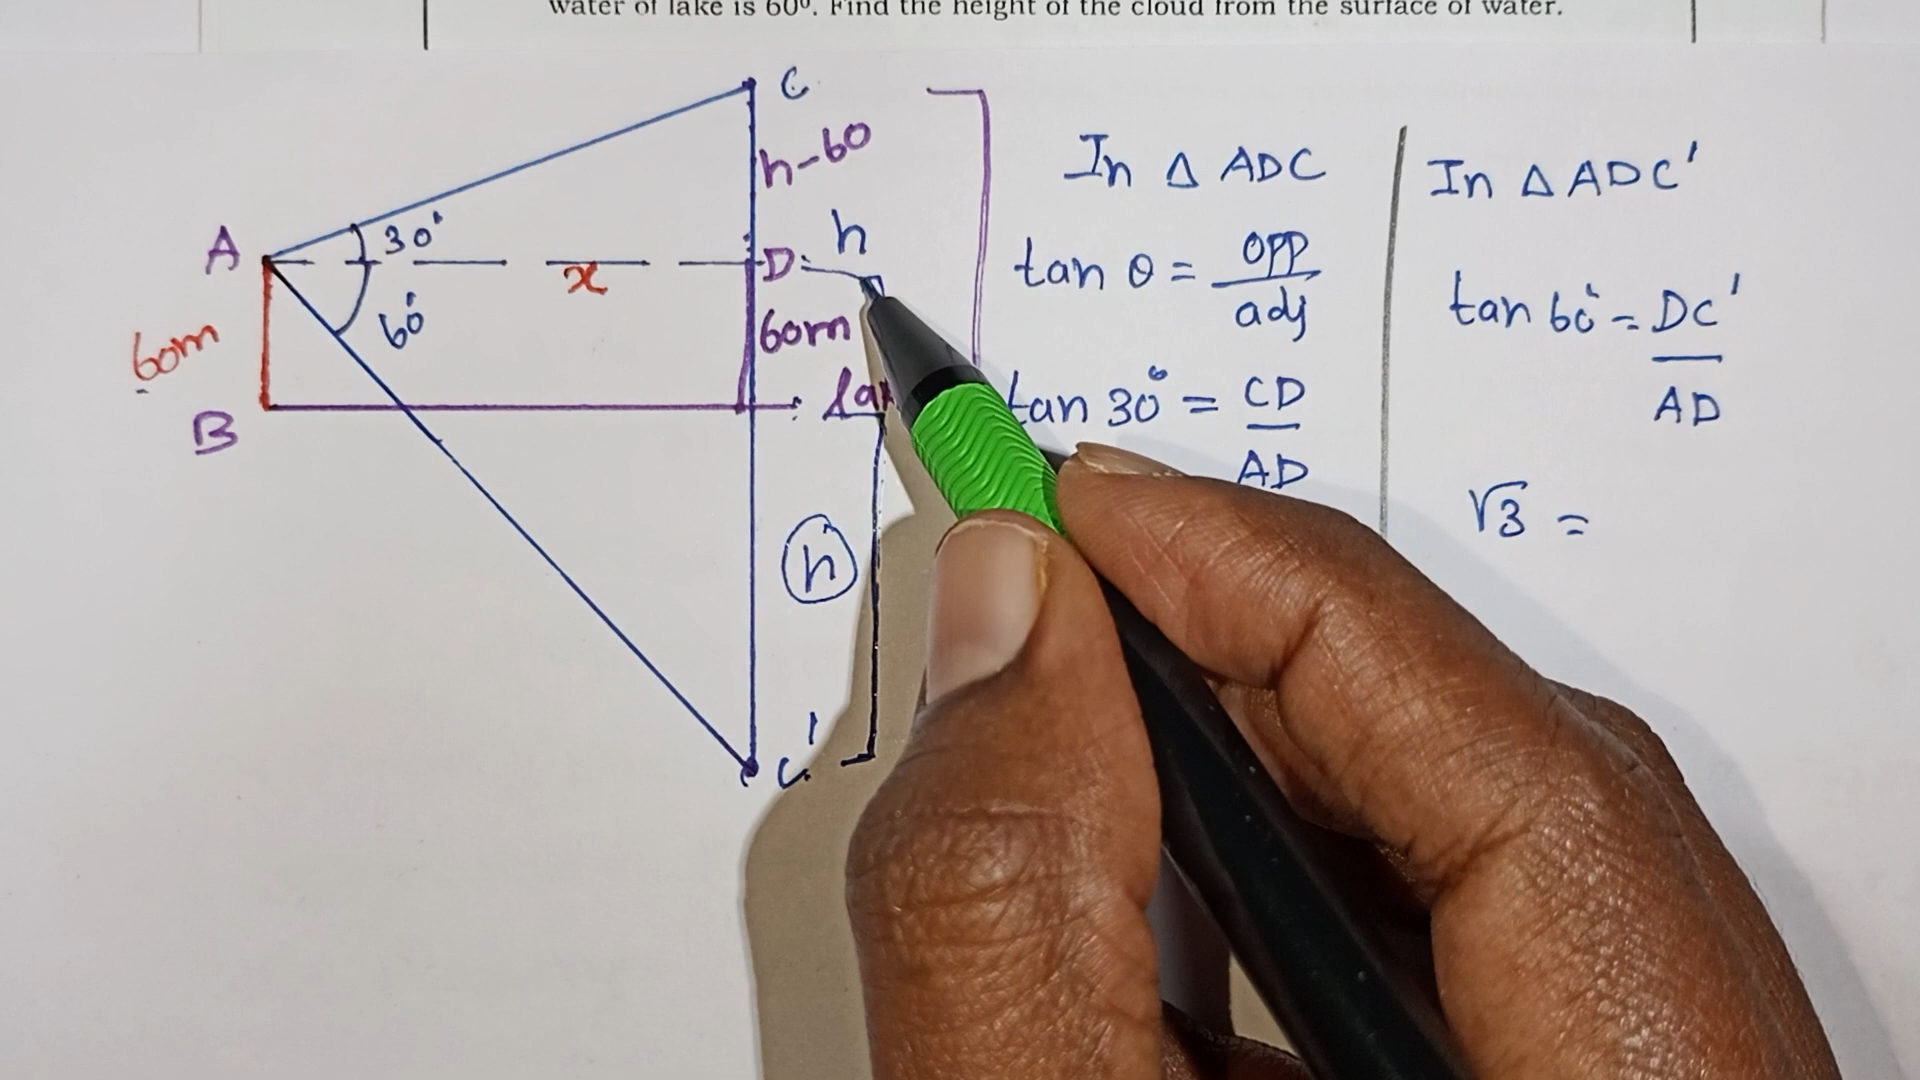 water of lake is 60⁰. Find the height of the cloud from the surface of water.
C
h-60
30°
A
D
h
x
60°
60m
60m
B
h
C'
In Δ ADC
tan θ = opp/adj
tan 30° = CD/AD
In Δ ADC'
tan 60° = DC'/AD
√3 =